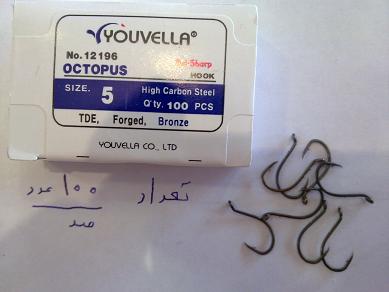 YOUVELLA®
No.12196
OCTOPUS
HOOK
SIZE. 5
High Carbon Steel
Q'ty. 100 PCS
TDE, Forged, Bronze
YOUVELLA CO., LTD
تعداد ۱۰۰ عدد
صد